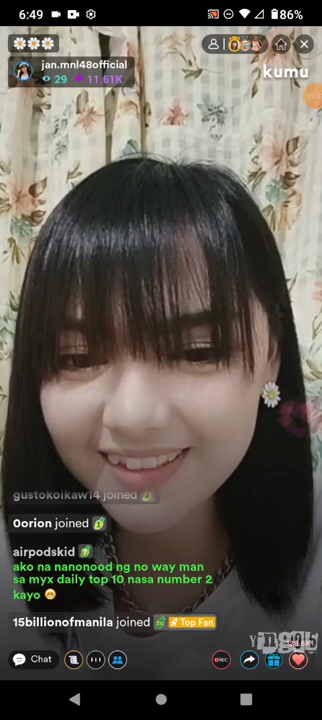 6:49
86%
jan.mnl48official
29 11.61K
kumu
gustokoikaw14 joined
0orion joined
airpodskid
ako na nanonood ng no way man
sa myx daily top 10 nasa number 2
kayo
15billionofmanila joined Top Fan
Chat
REC